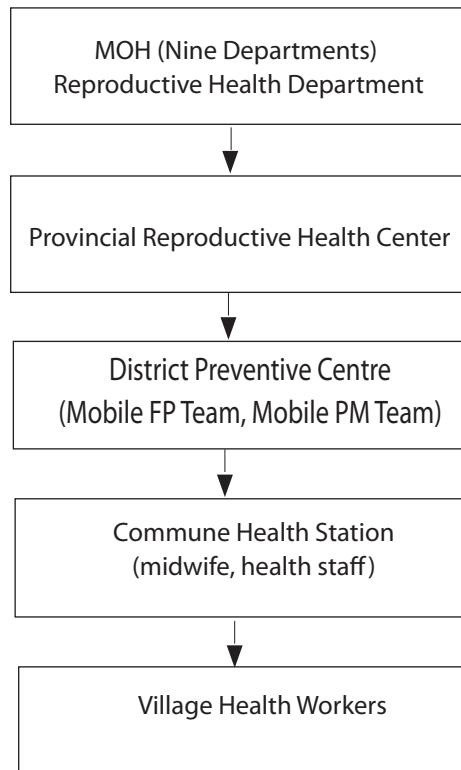 MOH (Nine Departments)
Reproductive Health Department
Provincial Reproductive Health Center
District Preventive Centre
(Mobile FP Team, Mobile PM Team)
Commune Health Station
(midwife, health staff)
Village Health Workers